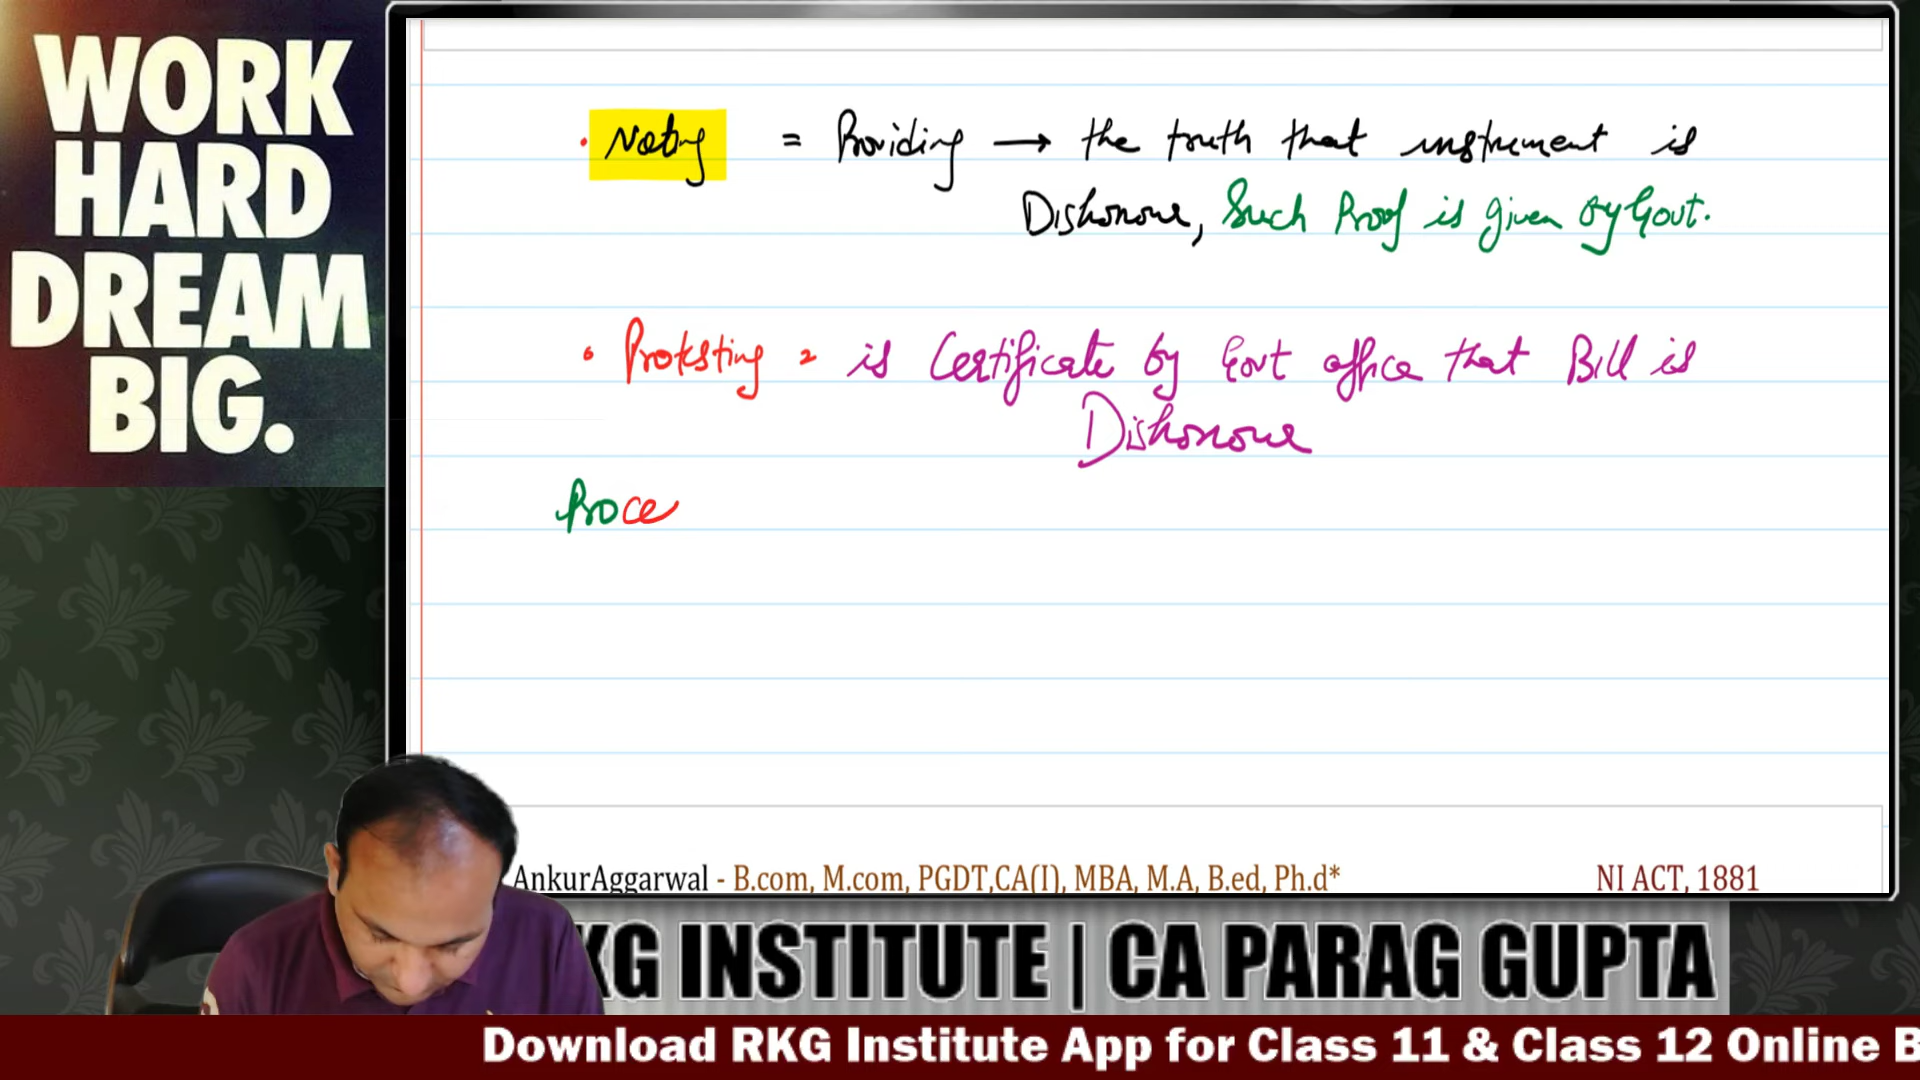 WORK
HARD
DREAM
BIG.
• Noting = Providing → the truth that instrument is
Dishonour, Such Proof is given by Govt.
• Protesting = is Certificate by Govt office that Bill is
Dishonour
Proce
AnkurAggarwal - B.com, M.com, PGDT,CA(I), MBA, M.A, B.ed, Ph.d*
NI ACT, 1881
KG INSTITUTE | CA PARAG GUPTA
Download RKG Institute App for Class 11 & Class 12 Online B